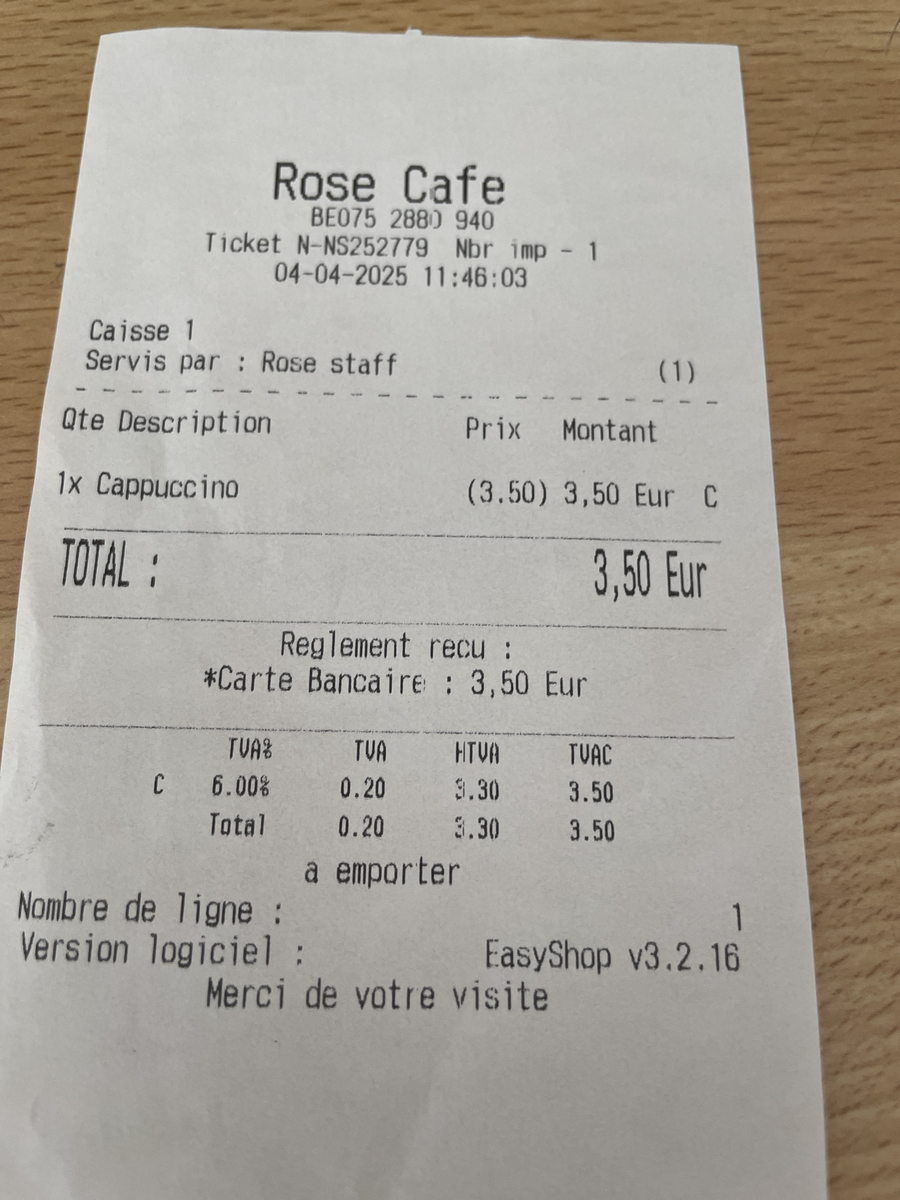 Rose Cafe
BE075 2880 940
Ticket N-NS252779 Nbr imp - 1
04-04-2025 11:46:03
Caisse 1
Servis par : Rose staff (1)
Qte Description Prix Montant
1x Cappuccino (3.50) 3,50 Eur C
TOTAL : 3,50 Eur
Reglement recu :
*Carte Bancaire : 3,50 Eur
TVA% TVA HTVA TVAC
C 6.00% 0.20 3.30 3.50
Total 0.20 3.30 3.50
a emporter
Nombre de ligne : 1
Version logiciel : EasyShop v3.2.16
Merci de votre visite